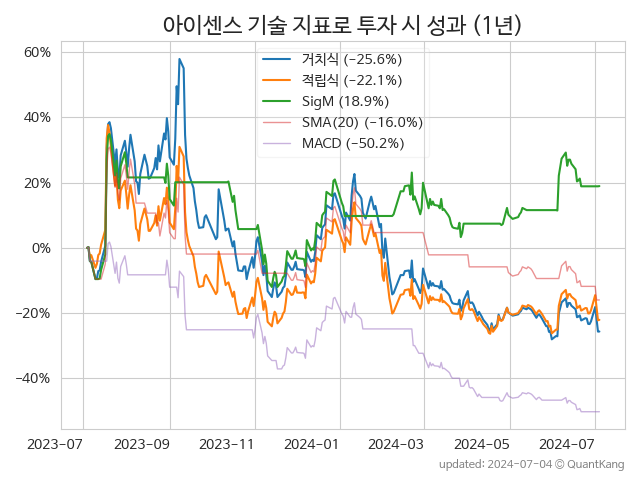 아이센스 기술 지표로 투자 시 성과 (1년)
60%
40%
20%
0%
−20%
−40%
거치식 (−25.6%)
적립식 (−22.1%)
SigM (18.9%)
SMA(20) (−16.0%)
MACD (−50.2%)
2023-07 2023-09 2023-11 2024-01 2024-03 2024-05 2024-07
updated: 2024-07-04 ⓒ QuantKang